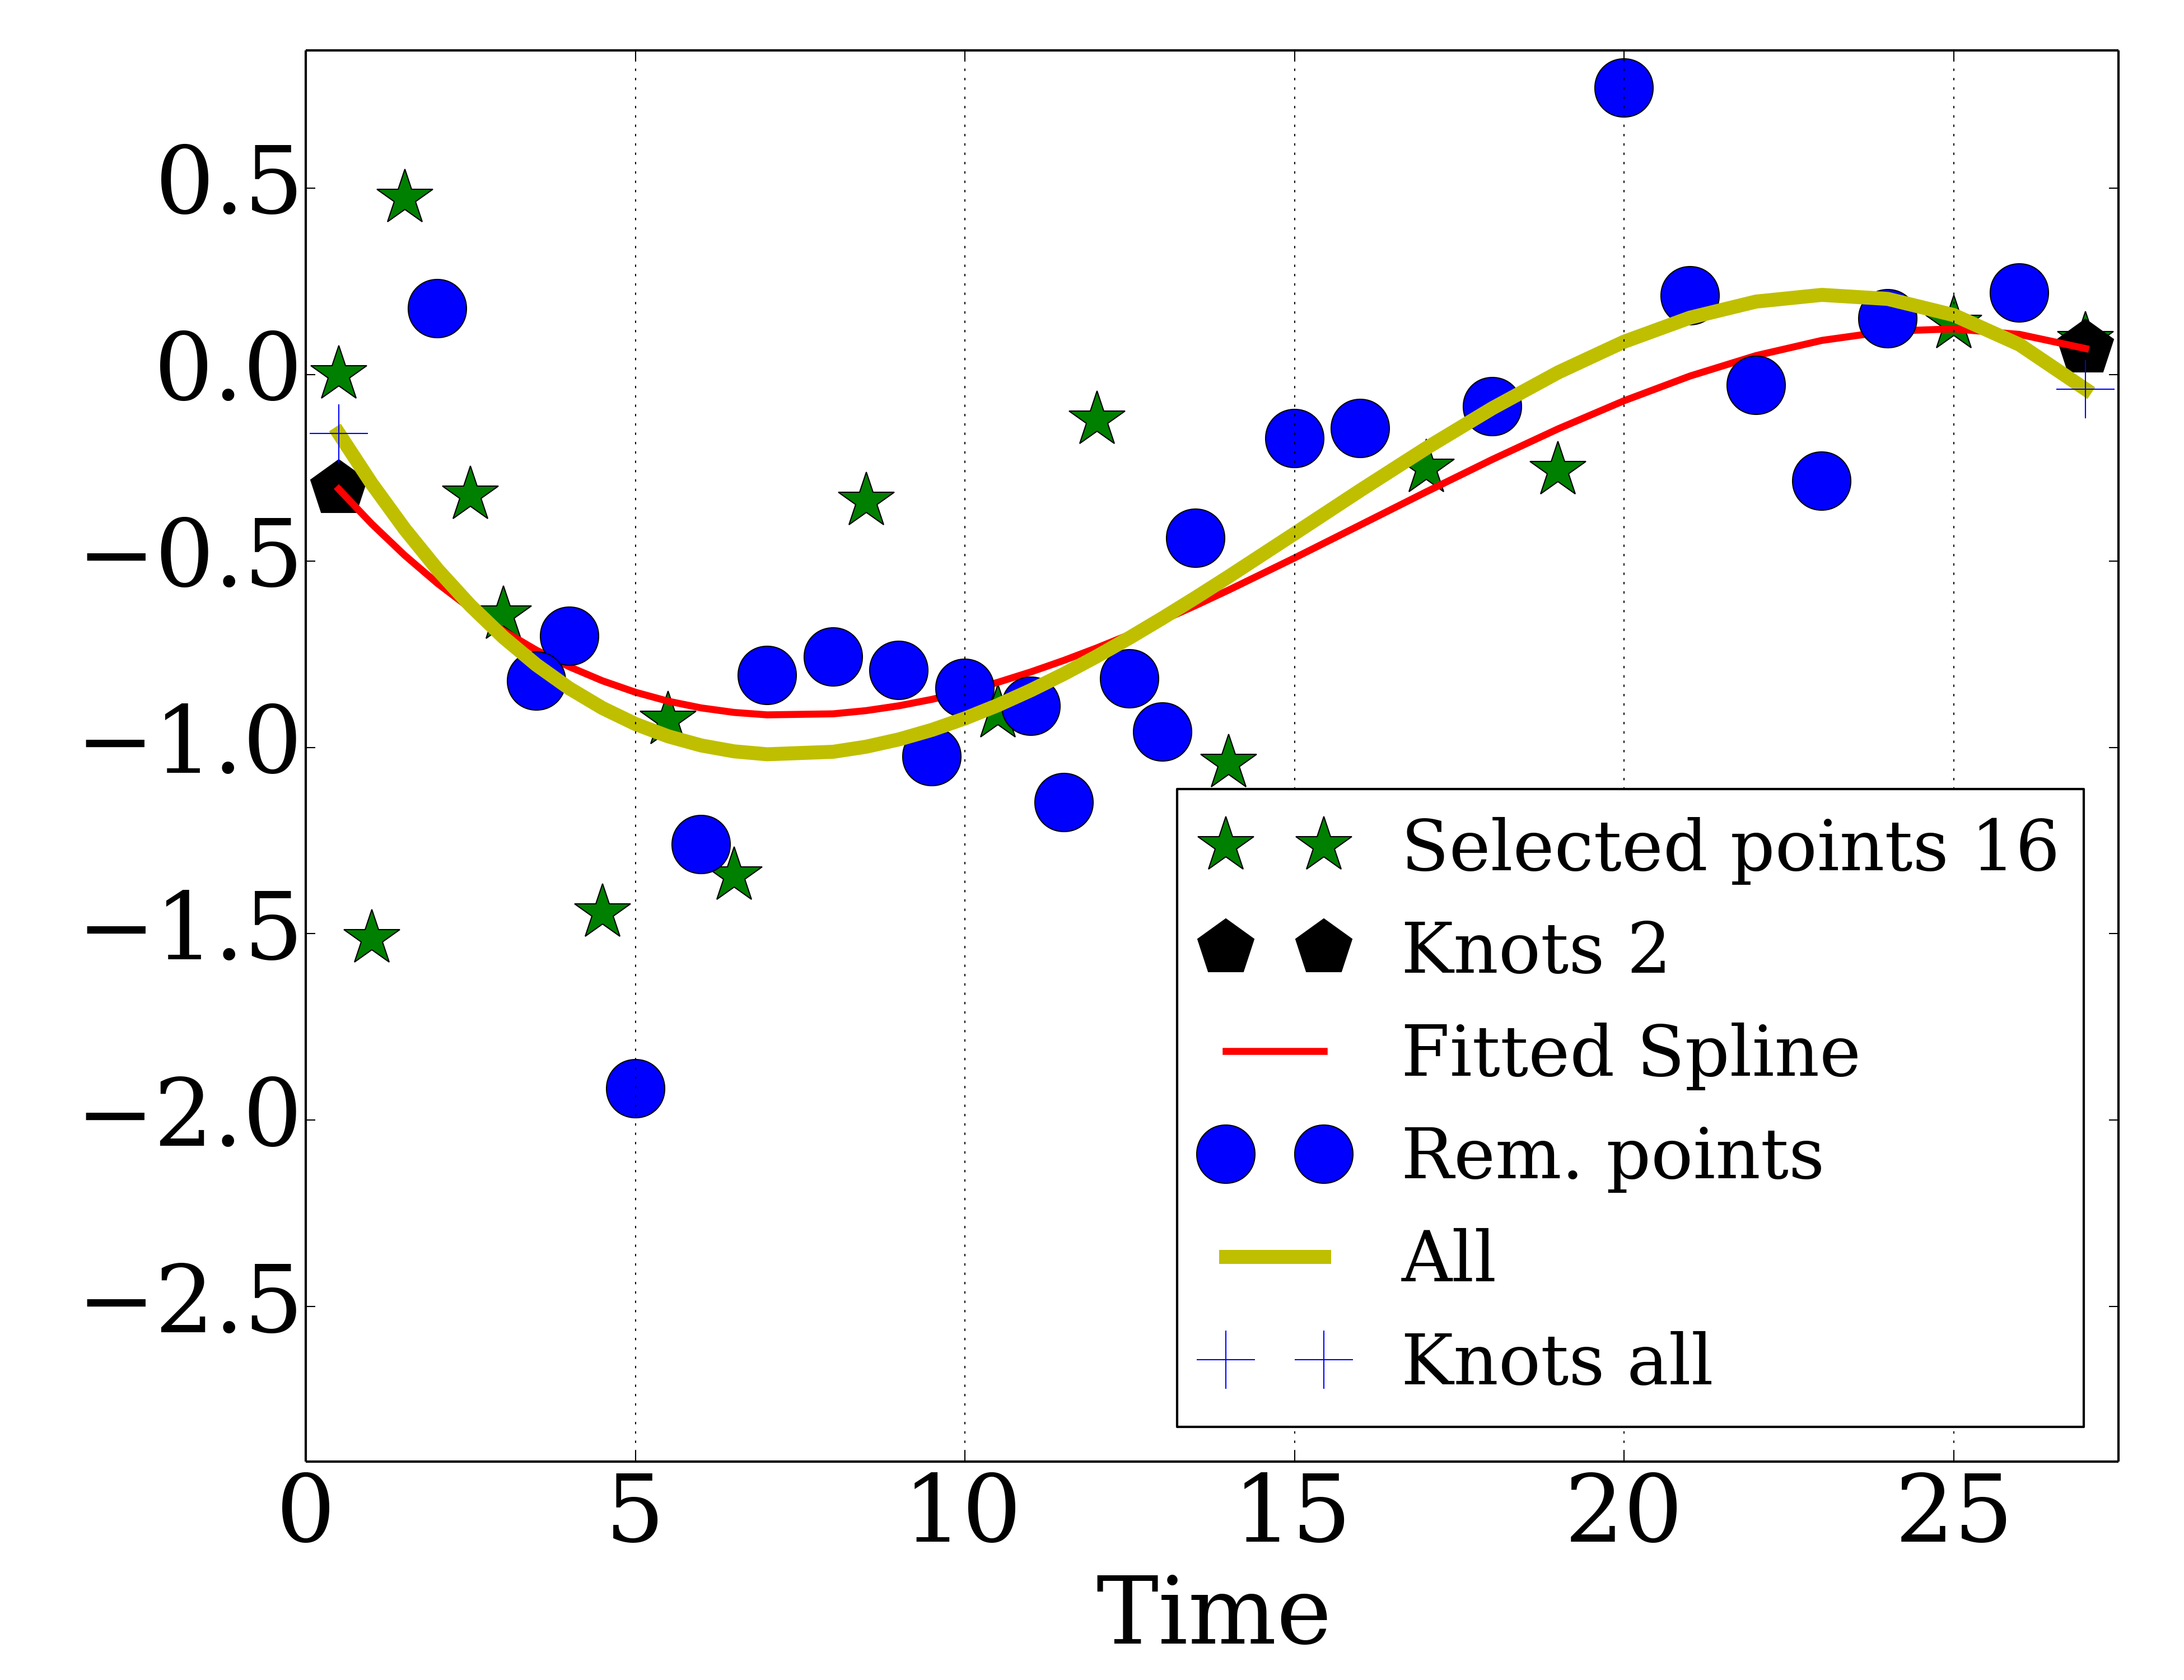 0.5
0.0
−0.5
−1.0
−1.5
−2.0
−2.5
Selected points 16
Knots 2
Fitted Spline
Rem. points
All
Knots all
0 5 10 15 20 25
Time